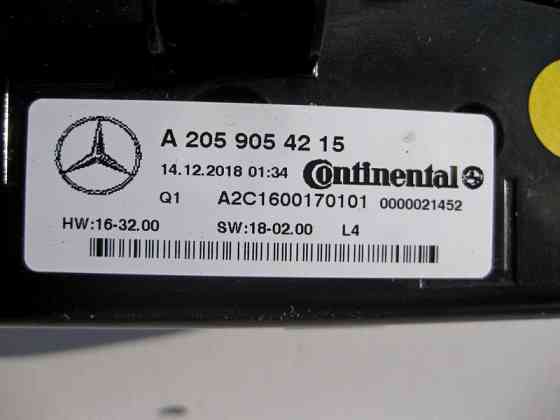 A 205 905 42 15
14.12.2018 01:34 Continental
Q1 A2C1600170101 0000021452
HW:16-32.00 SW:18-02.00 L4